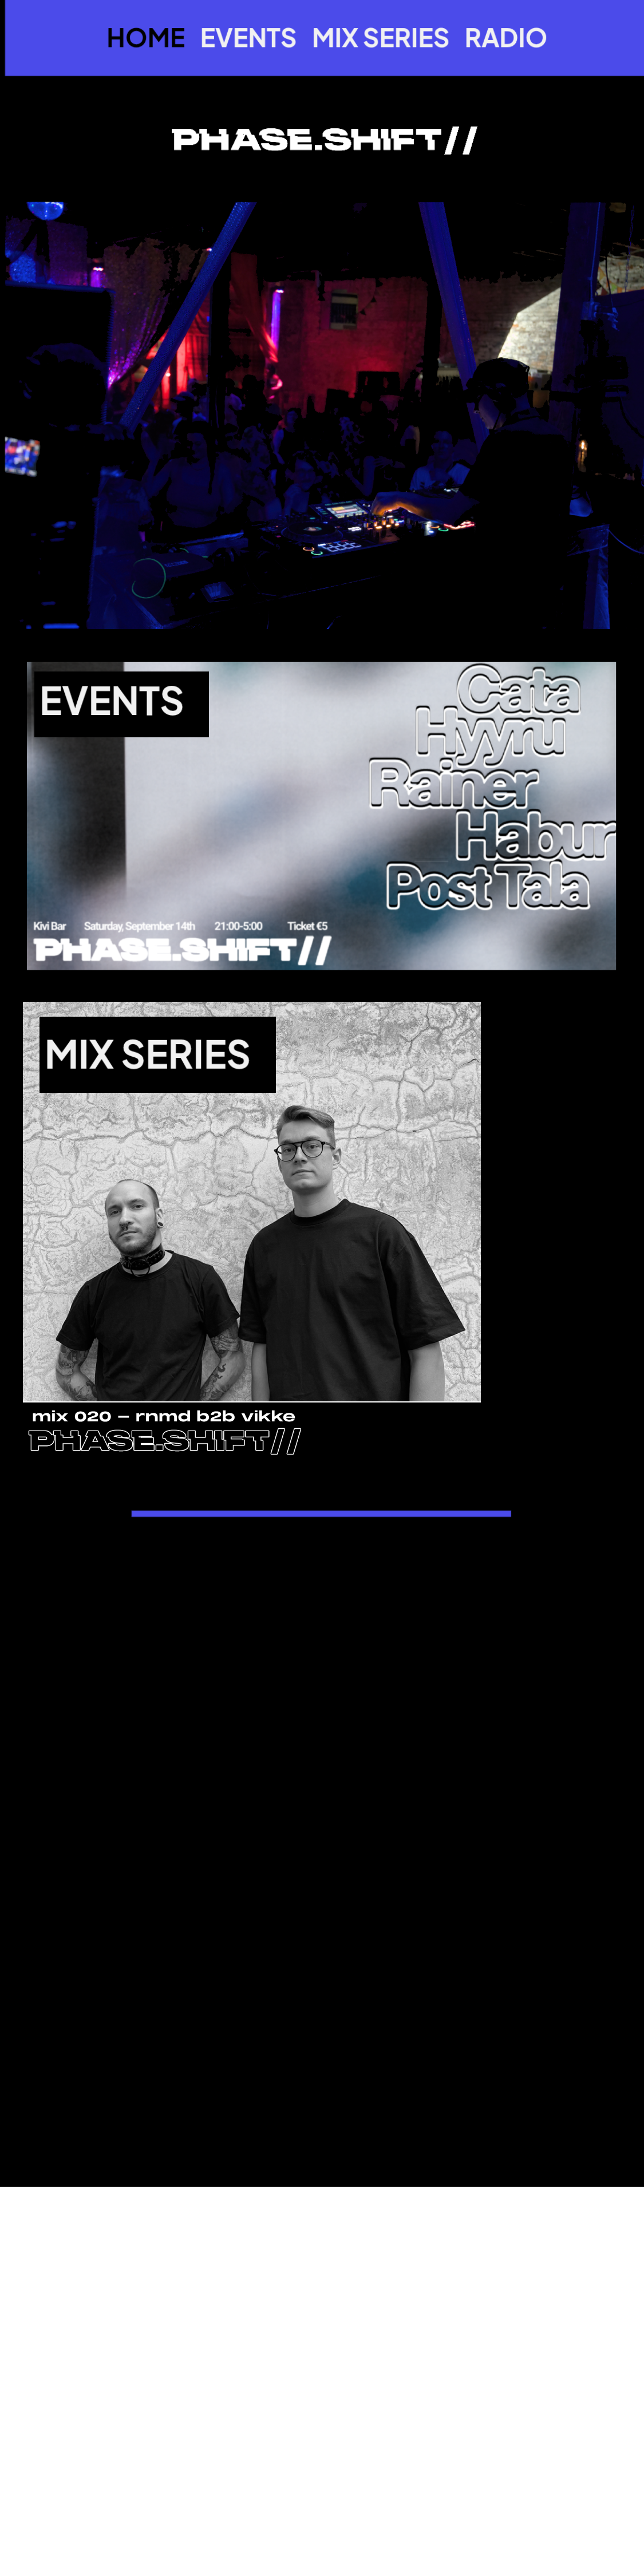 HOME EVENTS MIX SERIES RADIO
PHASE.SHIFT//
EVENTS
Cata
Hyyru
Rainer
Habur
Post Tala
Kivi Bar Saturday, September 14th 21:00-5:00 Ticket €5
PHASE.SHIFT//
MIX SERIES
mix 020 – rnmd b2b vikke
PHASE.SHIFT//